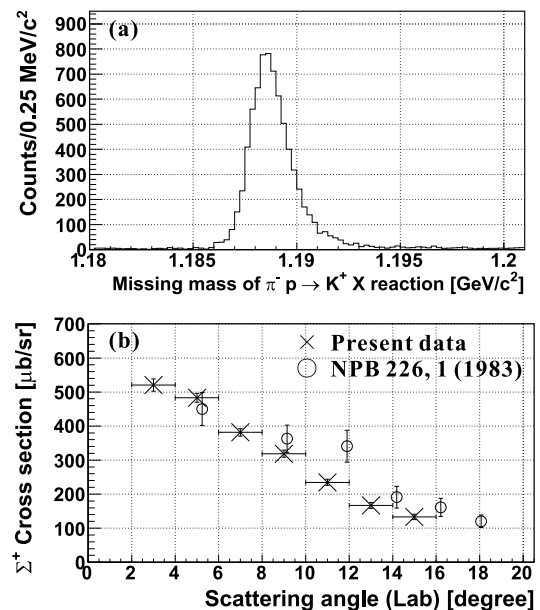 (a)
Counts/0.25 MeV/c²
900
800
700
600
500
400
300
200
100
0
1.18 1.185 1.19 1.195 1.2
Missing mass of π⁻ p → K⁺ X reaction [GeV/c²]
(b)
Present data
NPB 226, 1 (1983)
Σ⁺ Cross section [μb/sr]
700
600
500
400
300
200
100
0
0 2 4 6 8 10 12 14 16 18 20
Scattering angle (Lab) [degree]